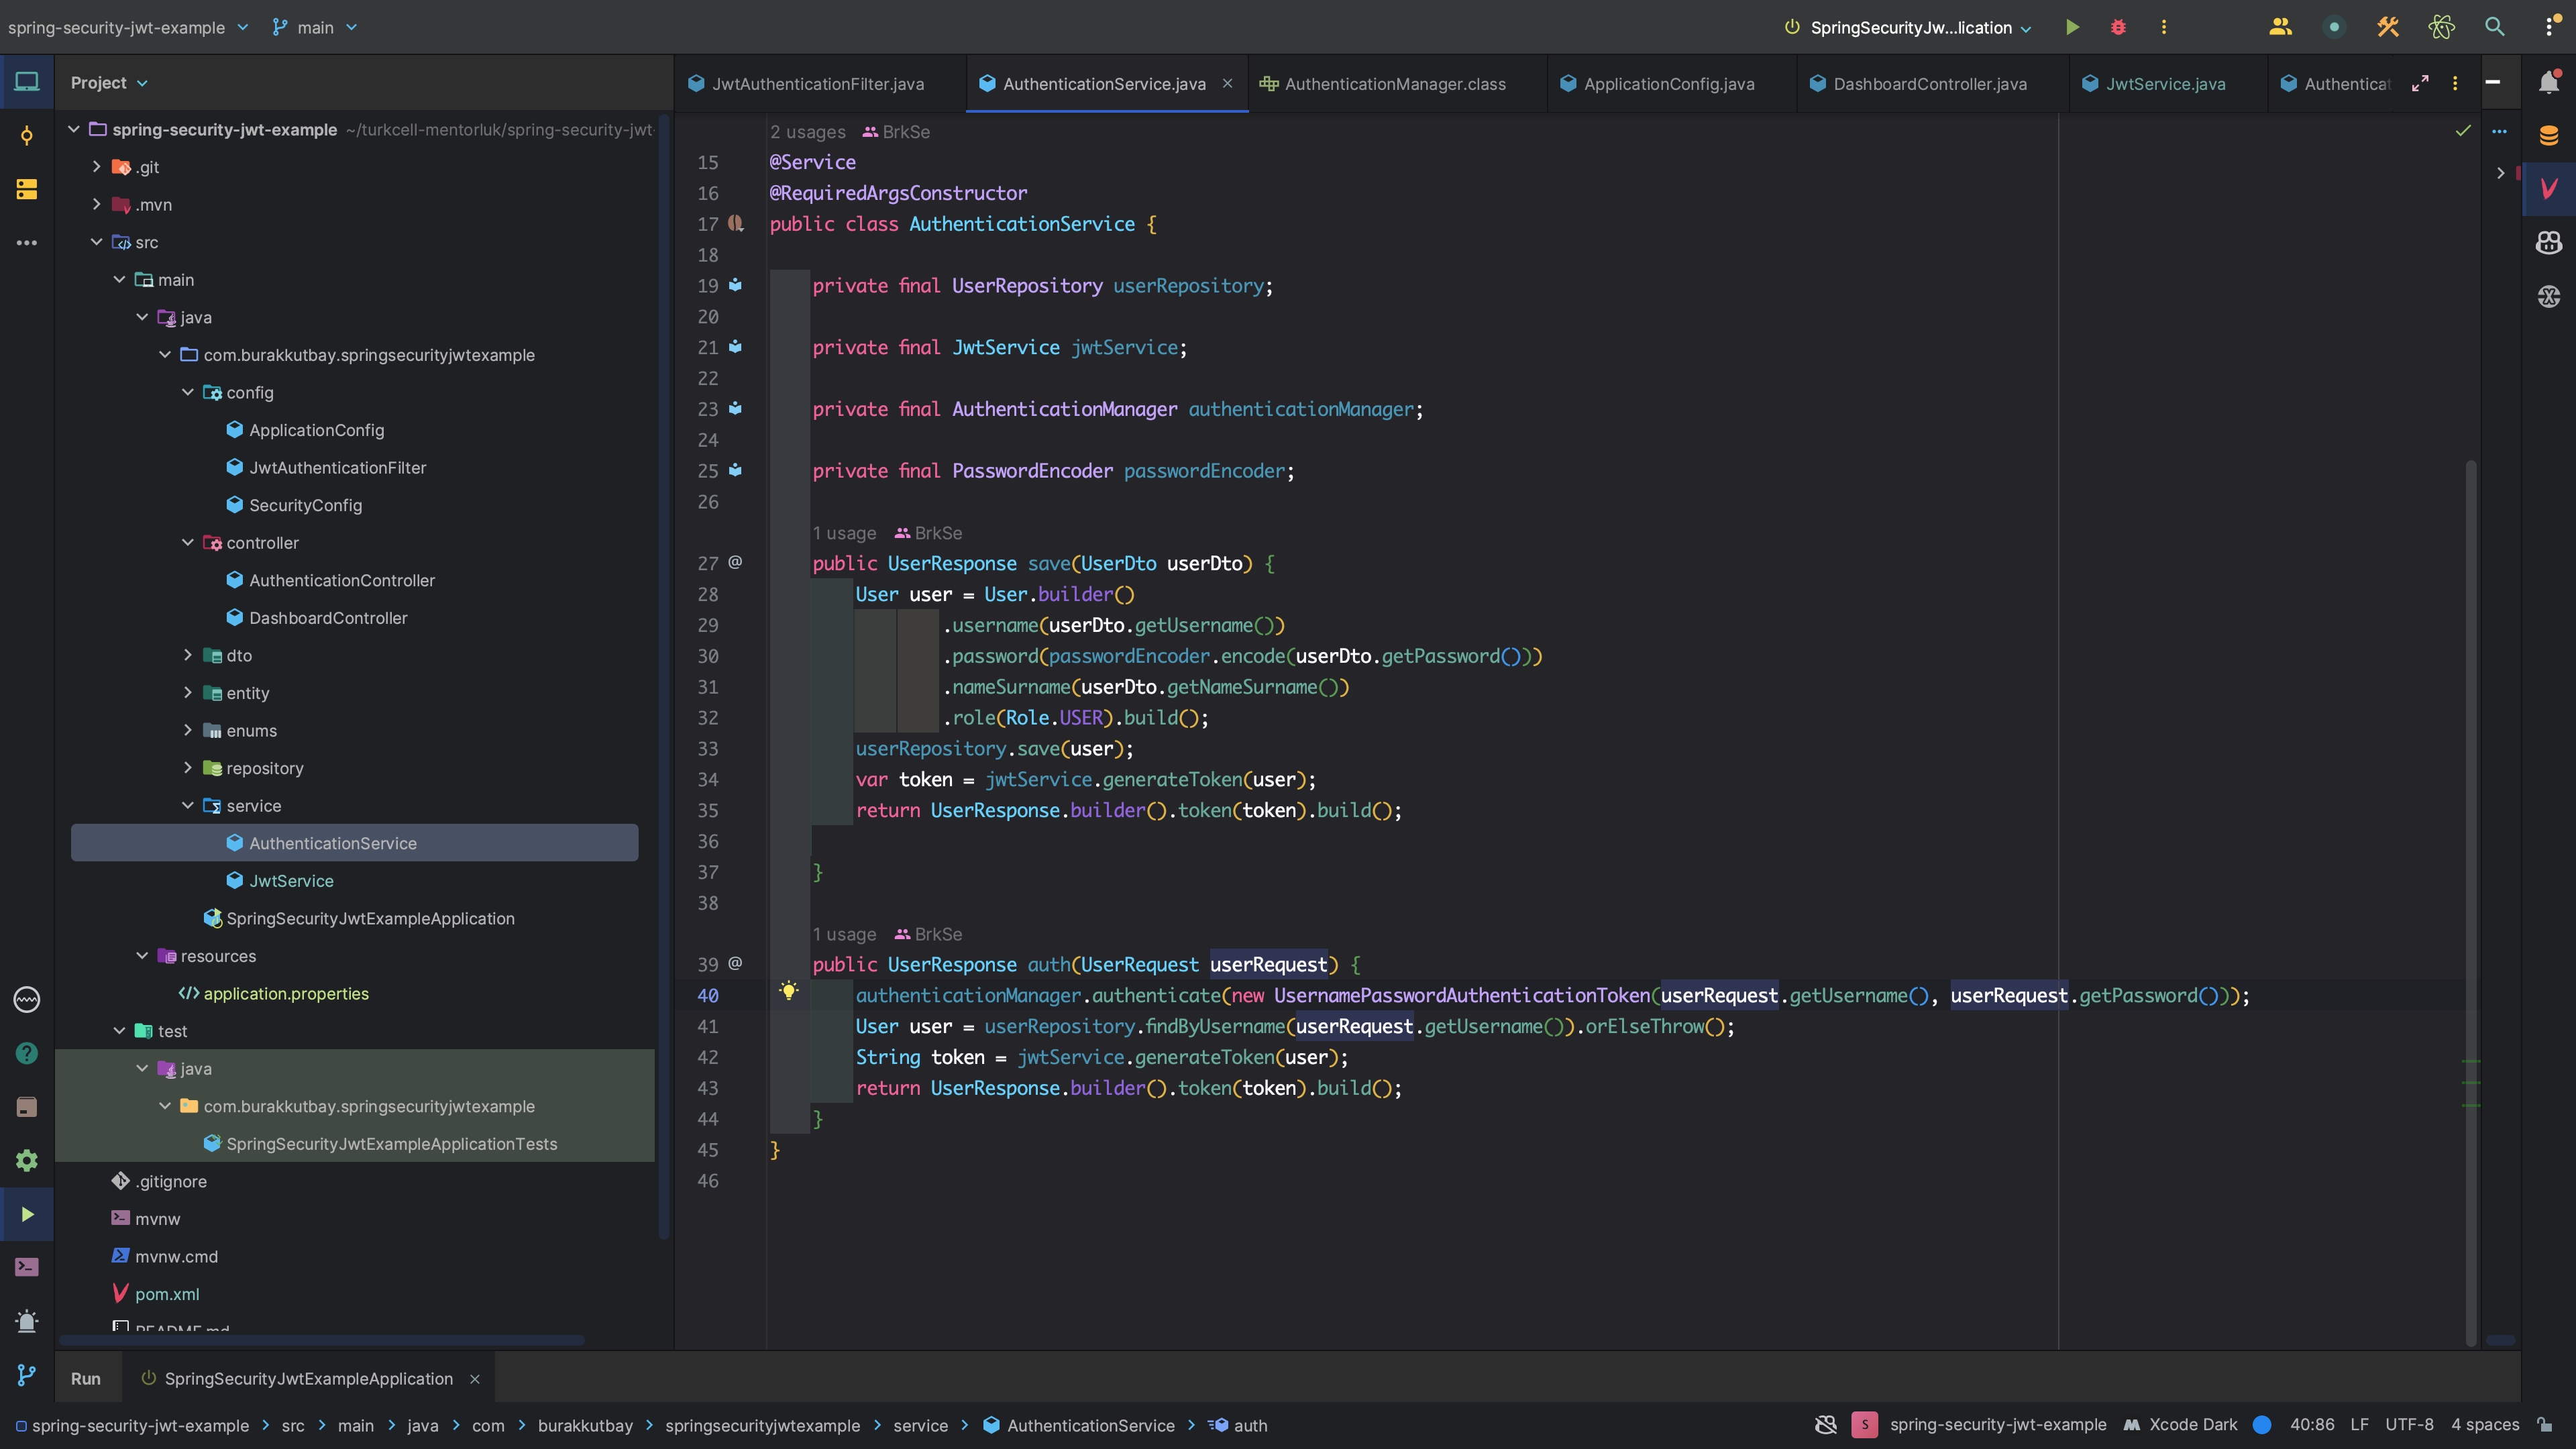 spring-security-jwt-example main SpringSecurityJw...lication
Project
JwtAuthenticationFilter.java AuthenticationService.java AuthenticationManager.class ApplicationConfig.java DashboardController.java JwtService.java Authenticat
spring-security-jwt-example ~/turkcell-mentorluk/spring-security-jwt-
.git
.mvn
src
main
java
com.burakkutbay.springsecurityjwtexample
config
ApplicationConfig
JwtAuthenticationFilter
SecurityConfig
controller
AuthenticationController
DashboardController
dto
entity
enums
repository
service
AuthenticationService
JwtService
SpringSecurityJwtExampleApplication
resources
application.properties
test
java
com.burakkutbay.springsecurityjwtexample
SpringSecurityJwtExampleApplicationTests
.gitignore
mvnw
mvnw.cmd
pom.xml
README.md
2 usages BrkSe
15 @Service
16 @RequiredArgsConstructor
17 public class AuthenticationService {
18
19 private final UserRepository userRepository;
20
21 private final JwtService jwtService;
22
23 private final AuthenticationManager authenticationManager;
24
25 private final PasswordEncoder passwordEncoder;
26
1 usage BrkSe
27 @ public UserResponse save(UserDto userDto) {
28 User user = User.builder()
29 .username(userDto.getUsername())
30 .password(passwordEncoder.encode(userDto.getPassword()))
31 .nameSurname(userDto.getNameSurname())
32 .role(Role.USER).build();
33 userRepository.save(user);
34 var token = jwtService.generateToken(user);
35 return UserResponse.builder().token(token).build();
36
37 }
38
1 usage BrkSe
39 @ public UserResponse auth(UserRequest userRequest) {
40 authenticationManager.authenticate(new UsernamePasswordAuthenticationToken(userRequest.getUsername(), userRequest.getPassword()));
41 User user = userRepository.findByUsername(userRequest.getUsername()).orElseThrow();
42 String token = jwtService.generateToken(user);
43 return UserResponse.builder().token(token).build();
44 }
45 }
46
Run SpringSecurityJwtExampleApplication
spring-security-jwt-example > src > main > java > com > burakkutbay > springsecurityjwtexample > service > AuthenticationService > auth S spring-security-jwt-example Xcode Dark 40:86 LF UTF-8 4 spaces